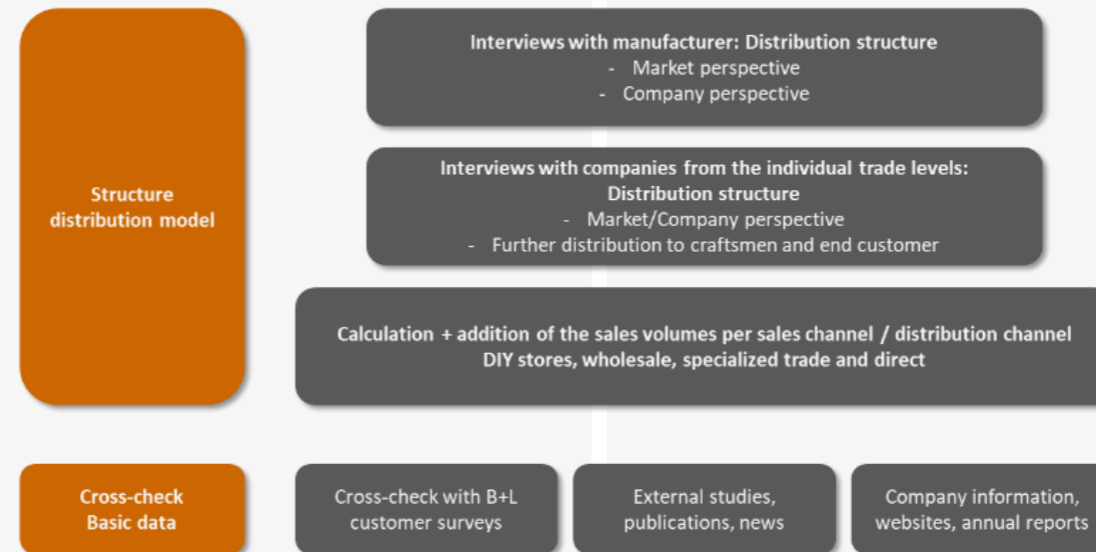 Structure
distribution model
Interviews with manufacturer: Distribution structure
- Market perspective
- Company perspective
Interviews with companies from the individual trade levels:
Distribution structure
- Market/Company perspective
- Further distribution to craftsmen and end customer
Calculation + addition of the sales volumes per sales channel / distribution channel
DIY stores, wholesale, specialized trade and direct
Cross-check
Basic data
Cross-check with B+L
customer surveys
External studies,
publications, news
Company information,
websites, annual reports